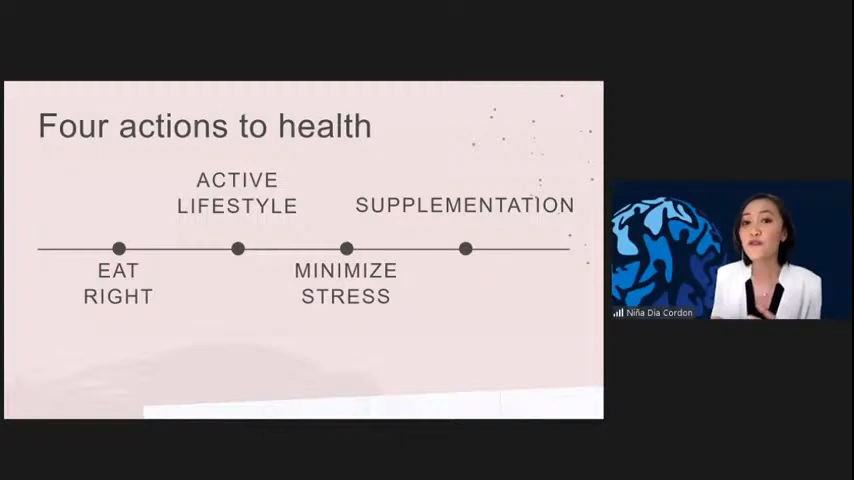 Four actions to health
ACTIVE
LIFESTYLE
SUPPLEMENTATION
EAT
RIGHT
MINIMIZE
STRESS
Niña Dia Cordon